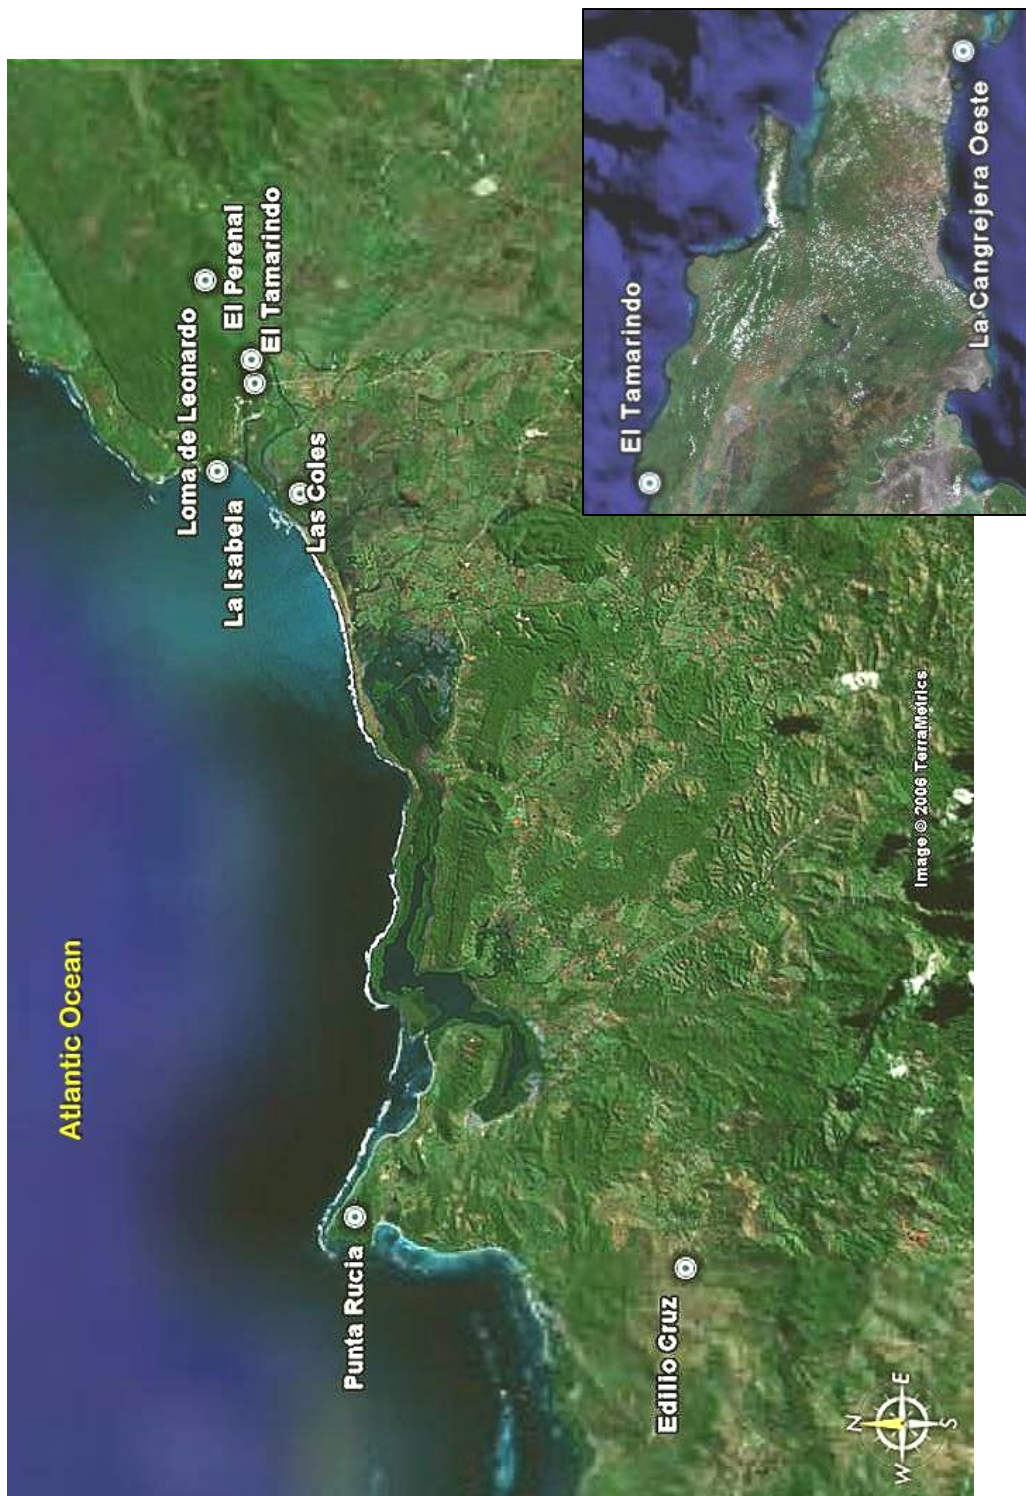 Atlantic Ocean
Loma de Leonardo
El Perenal
El Tamarindo
La Isabela
Las Coles
Punta Rucia
Edilio Cruz
Image © 2006 TerraMetrics
N
E
S
W
El Tamarindo
La Cangrejera Oeste